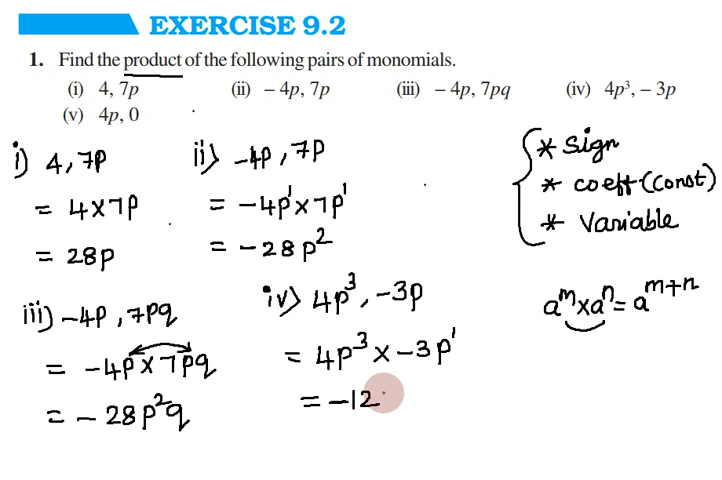 EXERCISE 9.2
1. Find the product of the following pairs of monomials.
(i) 4, 7p (ii) – 4p, 7p (iii) – 4p, 7pq (iv) 4p³, – 3p
(v) 4p, 0
i) 4, 7p
= 4 x 7p
= 28p
ii) -4p, 7p
= -4p¹ x 7p¹
= -28p²
* Sign
* coeff (const)
* Variable
iii) -4p, 7pq
= -4p x 7pq
= - 28p²q
iv) 4p³, -3p
= 4p³ x -3p¹
= -12
aᵐ x aⁿ = aᵐ⁺ⁿ